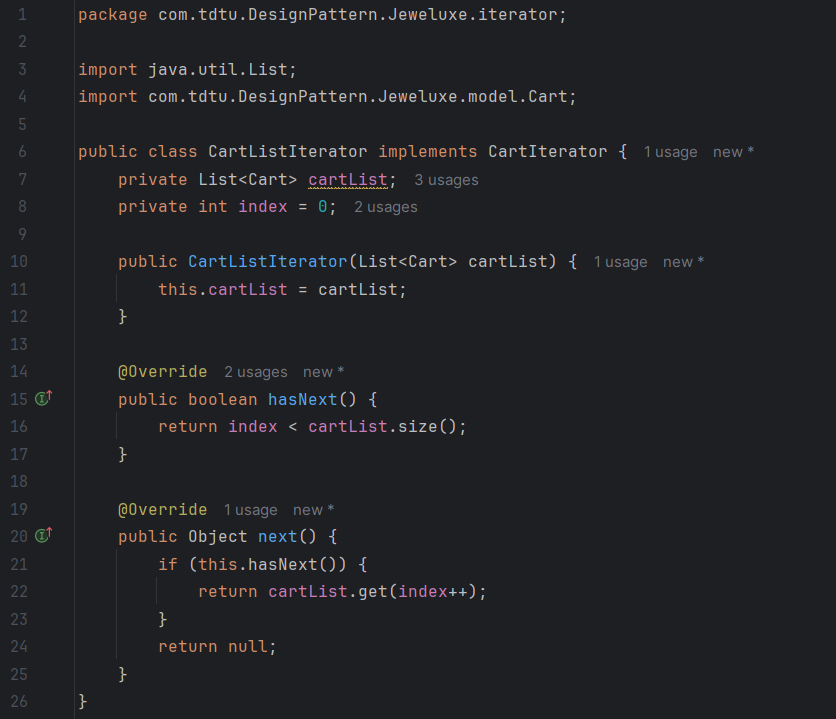 1 package com.tdtu.DesignPattern.Jeweluxe.iterator;
2
3 import java.util.List;
4 import com.tdtu.DesignPattern.Jeweluxe.model.Cart;
5
6 public class CartListIterator implements CartIterator { 1 usage new *
7     private List<Cart> cartList; 3 usages
8     private int index = 0; 2 usages
9
10     public CartListIterator(List<Cart> cartList) { 1 usage new *
11         this.cartList = cartList;
12     }
13
14     @Override 2 usages new *
15     public boolean hasNext() {
16         return index < cartList.size();
17     }
18
19     @Override 1 usage new *
20     public Object next() {
21         if (this.hasNext()) {
22             return cartList.get(index++);
23         }
24         return null;
25     }
26 }